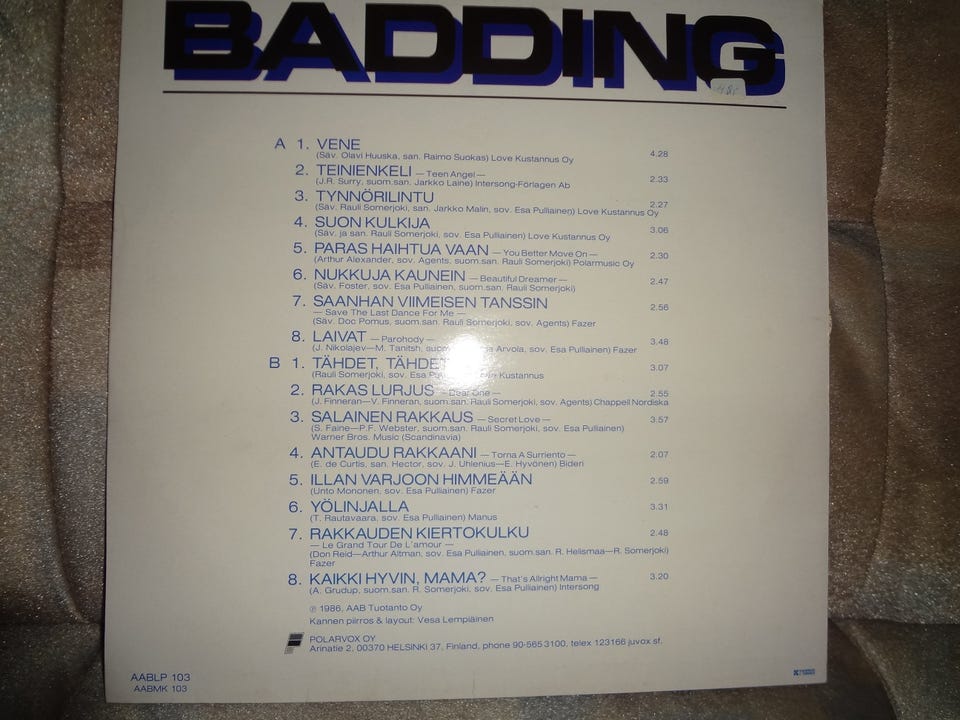 BADDING
A 1. VENE
(Säv. Olavi Huuska, san. Raimo Suokas) Love Kustannus Oy 4.28
2. TEINIENKELI — Teen Angel —
(J.R. Surry, suom.san. Jarkko Laine) Intersong-Förlagen Ab 2.33
3. TYNNÖRILINTU
(Säv. Rauli Somerjoki, san. Jarkko Malin, sov. Esa Pulliainen) Love Kustannus Oy 2.27
4. SUON KULKIJA
(Säv. ja san. Rauli Somerjoki, sov. Esa Pulliainen) Love Kustannus Oy 3.06
5. PARAS HAIHTUA VAAN — You Better Move On —
(Arthur Alexander, sov. Agents, suom.san. Rauli Somerjoki) Polarmusic Oy 2.30
6. NUKKUJA KAUNEIN — Beautiful Dreamer —
(Säv. Foster, sov. Esa Pulliainen, suom.san. Rauli Somerjoki) 2.47
7. SAANHAN VIIMEISEN TANSSIN 2.56
— Save The Last Dance For Me —
(Säv. Doc Pomus, suom.san. Rauli Somerjoki, sov. Agents) Fazer
8. LAIVAT — Parohody —
(J. Nikolajev—M. Tanitsh, Arvola, sov. Esa Pulliainen) Fazer 3.48
B 1. TÄHDET, TÄHDET
(Rauli Somerjoki, sov. Esa Kustannus 3.07
2. RAKAS LURJUS — Dear One — 2.55
(J. Finneran—V. Finneran, suom.san. Rauli Somerjoki, sov. Agents) Chappell Nordiska
3. SALAINEN RAKKAUS — Secret Love — 3.57
(S. Faine—P.F. Webster, suom.san. Rauli Somerjoki, sov. Esa Pulliainen)
Warner Bros. Music (Scandinavia)
4. ANTAUDU RAKKAANI — Torna A Surriento — 2.07
(E. de Curtis, san. Hector, sov. J. Uhlenius—E. Hyvönen) Bideri
5. ILLAN VARJOON HIMMEÄÄN 2.59
(Unto Mononen, sov. Esa Pulliainen) Fazer
6. YÖLINJALLA 3.31
(T. Rautavaara, sov. Esa Pulliainen) Manus
7. RAKKAUDEN KIERTOKULKU 2.48
— Le Grand Tour De L'amour —
(Don Reid—Arthur Altman, sov. Esa Pulliainen, suom.san. R. Helismaa—R. Somerjoki)
Fazer
8. KAIKKI HYVIN, MAMA? — That's Allright Mama — 3.20
(A. Grudup, suom.san. R. Somerjoki, sov. Esa Pulliainen) Intersong
℗ 1986, AAB Tuotanto Oy
Kannen piirros & layout: Vesa Lempläinen
POLARVOX OY
Arinatie 2, 00370 HELSINKI 37, Finland, phone 90-565 3100, telex 123166 juvox sf.
AABLP 103
AABMK 103